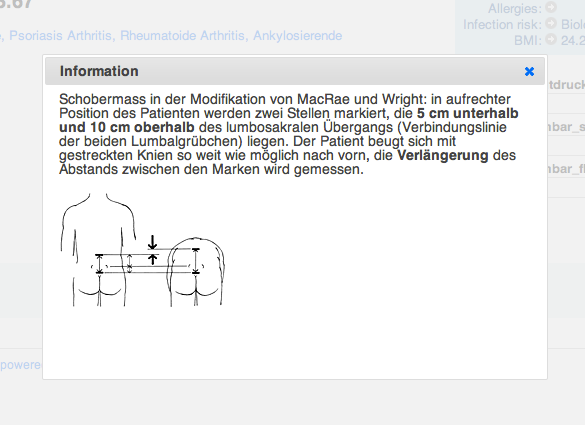 5.67
Allergies:
Infection risk: Biol
, Psoriasis Arthritis, Rheumatoide Arthritis, Ankylosierende
BMI: 24.2
Information
tdruck
Schobermass in der Modifikation von MacRae und Wright: in aufrechter
Position des Patienten werden zwei Stellen markiert, die 5 cm unterhalb
und 10 cm oberhalb des lumbosakralen Übergangs (Verbindungslinie
der beiden Lumbalgrübchen) liegen. Der Patient beugt sich mit
gestreckten Knien so weit wie möglich nach vorn, die Verlängerung des
Abstands zwischen den Marken wird gemessen.
nbar_s
nbar_fl
powere